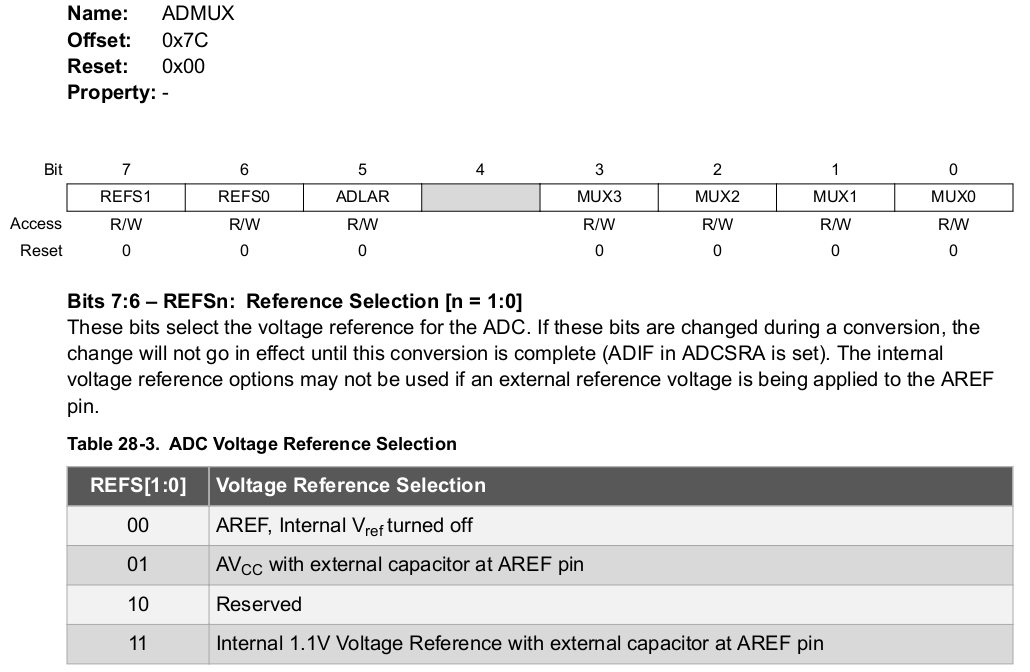 Name: ADMUX
Offset: 0x7C
Reset: 0x00
Property: -
Bit 7 6 5 4 3 2 1 0
REFS1 REFS0 ADLAR MUX3 MUX2 MUX1 MUX0
Access R/W R/W R/W R/W R/W R/W R/W
Reset 0 0 0 0 0 0 0
Bits 7:6 – REFSn: Reference Selection [n = 1:0]
These bits select the voltage reference for the ADC. If these bits are changed during a conversion, the
change will not go in effect until this conversion is complete (ADIF in ADCSRA is set). The internal
voltage reference options may not be used if an external reference voltage is being applied to the AREF
pin.
Table 28-3. ADC Voltage Reference Selection
REFS[1:0] Voltage Reference Selection
00 AREF, Internal Vref turned off
01 AVCC with external capacitor at AREF pin
10 Reserved
11 Internal 1.1V Voltage Reference with external capacitor at AREF pin